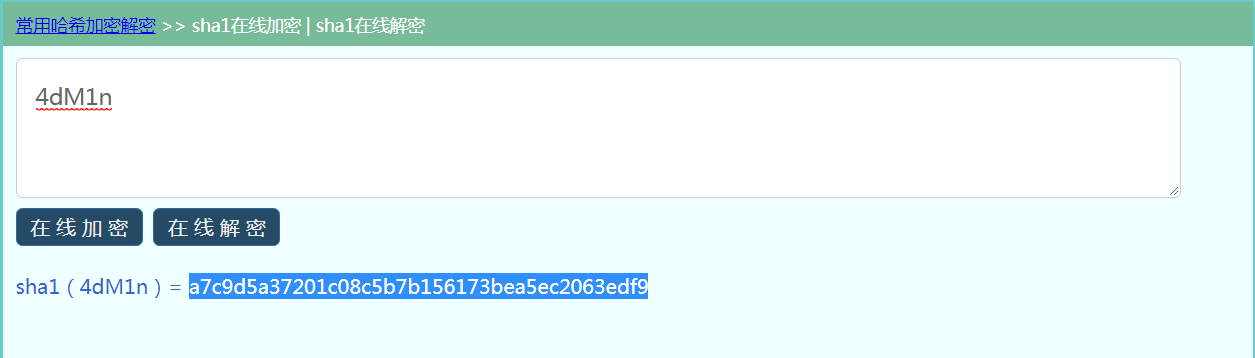 常用哈希加密解密 >> sha1在线加密 | sha1在线解密
4dM1n
在线加密 在线解密
sha1 ( 4dM1n ) = a7c9d5a37201c08c5b7b156173bea5ec2063edf9